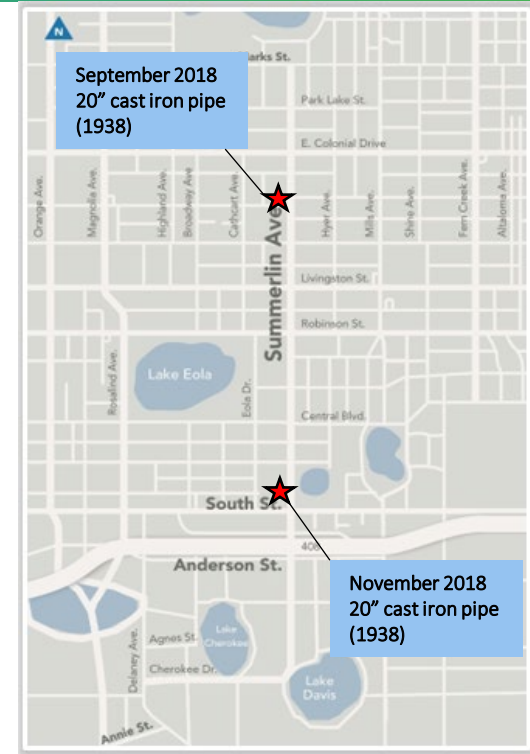 N
arks St.
September 2018
20” cast iron pipe
(1938)
Park Lake St.
E. Colonial Drive
Orange Ave.
Magnolia Ave.
Highland Ave.
Broadway Ave
Cathcart Ave.
Summerlin Ave
Hyer Ave.
Mills Ave.
Shine Ave.
Fern Creek Ave.
Altaloma Ave.
Livingston St.
Robinson St.
Lake Eola
Rosalind Ave.
Eola Dr.
Central Blvd.
South St.
408
Anderson St.
November 2018
20” cast iron pipe
(1938)
Delaney Ave.
Agnes St
Lake
Cherokee
Cherokee Dr.
Lake
Davis
Annie St.